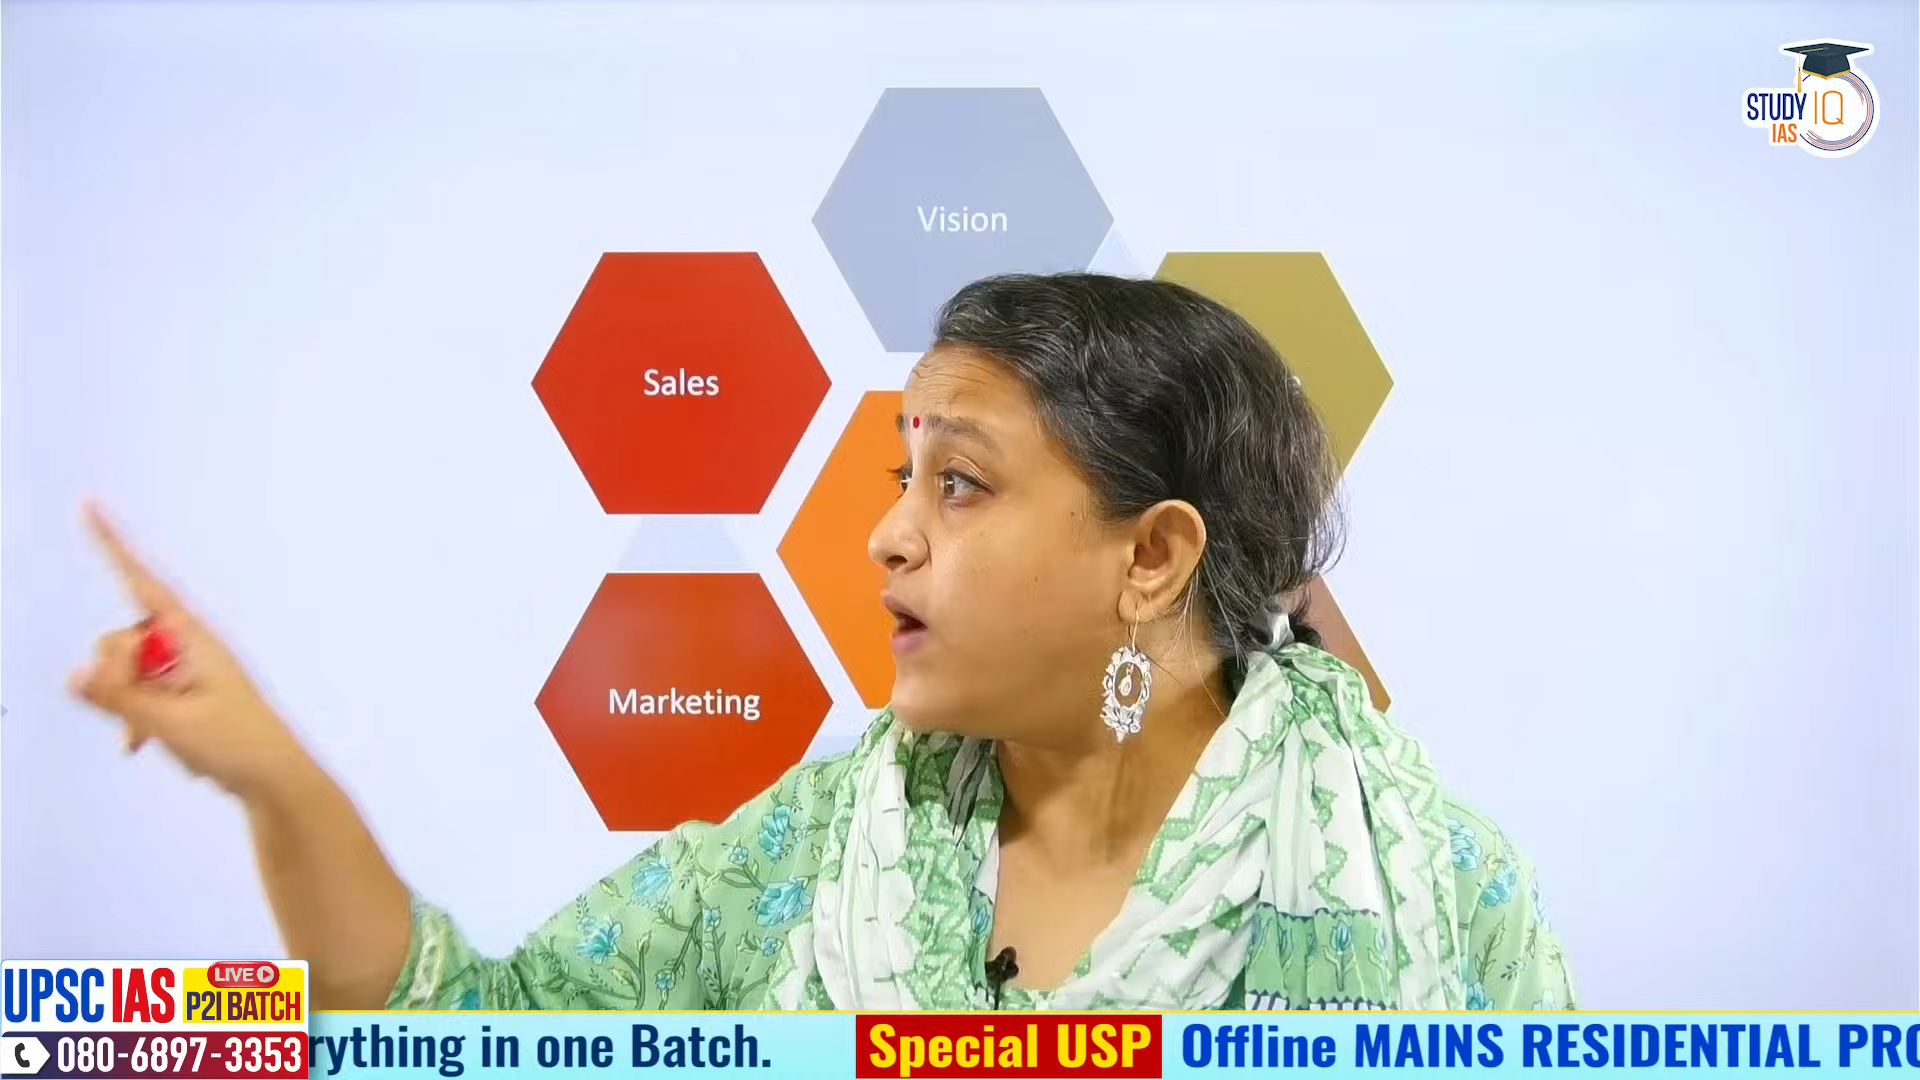 STUDY IQ
IAS
Vision
Sales
Marketing
UPSC IAS
LIVE
P2I BATCH
080-6897-3353
rything in one Batch.
Special USP
Offline MAINS RESIDENTIAL PRO